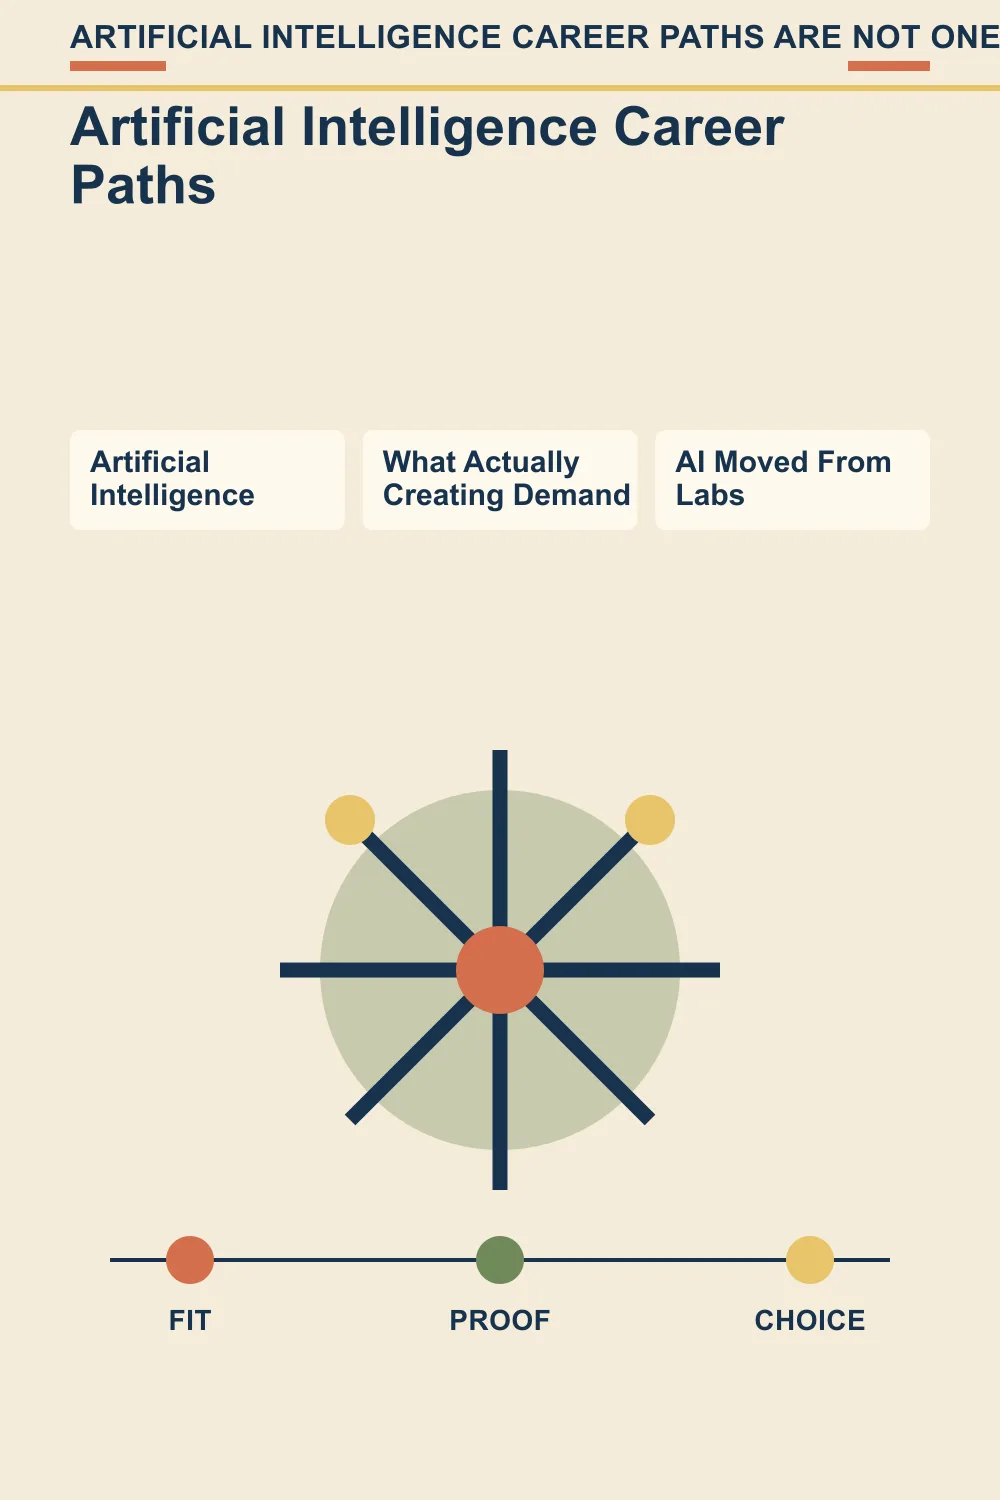 ARTIFICIAL INTELLIGENCE CAREER PATHS ARE NOT ONE
Artificial Intelligence Career
Paths
Artificial
Intelligence
What Actually
Creating Demand
AI Moved From
Labs
FIT
PROOF
CHOICE